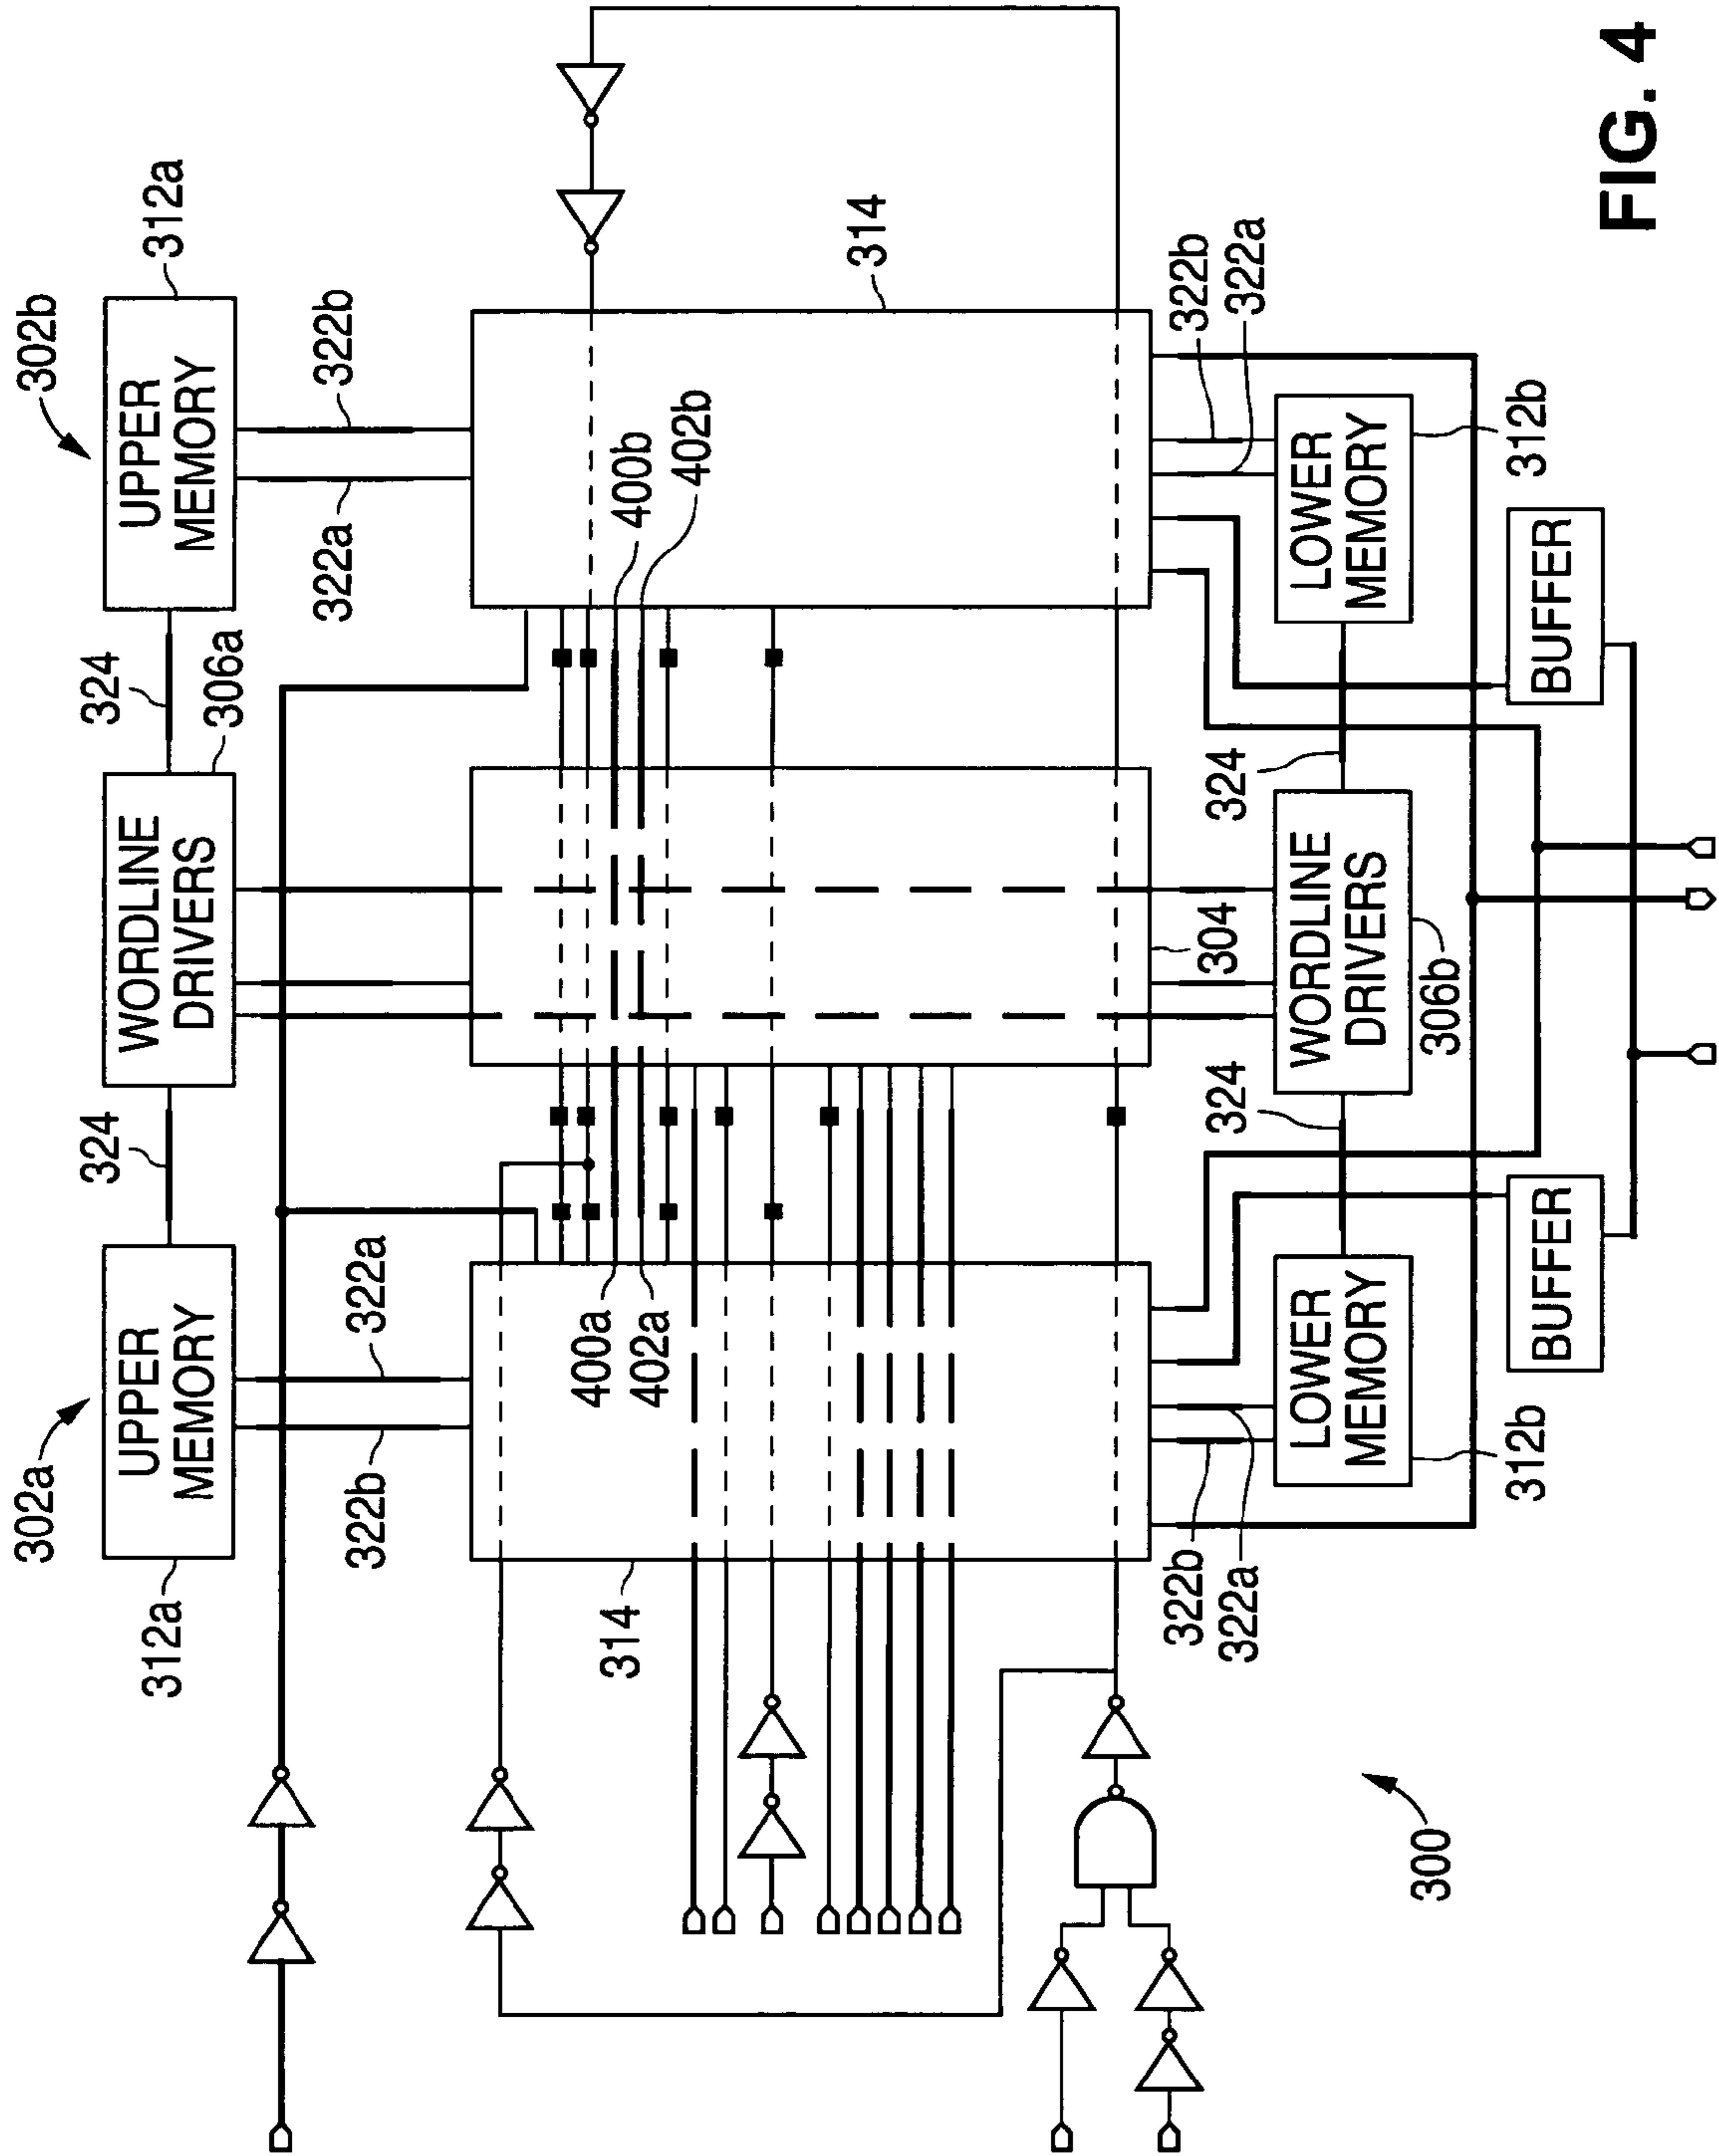 302a
302b
312a
UPPER
MEMORY
324
WORDLINE
DRIVERS
306a
324
UPPER
MEMORY
312a
322b
322a
322a
322b
314
400a
402a
304
400b
402b
314
322b
322a
324
324
322b
322a
LOWER
MEMORY
312b
WORDLINE
DRIVERS
306b
LOWER
MEMORY
312b
BUFFER
BUFFER
300
FIG. 4